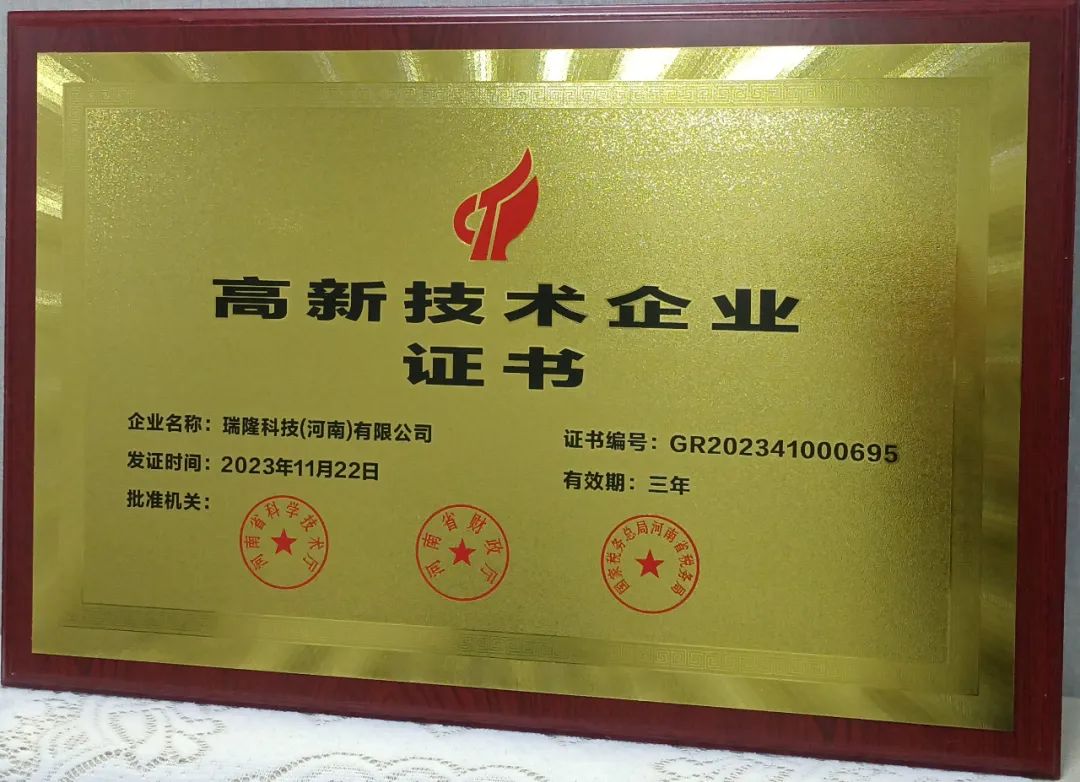 高新技术企业
证书
企业名称：瑞隆科技(河南)有限公司
发证时间：2023年11月22日
批准机关：
证书编号：GR202341000695
有效期：三年
河南省科学技术厅
河南省财政厅
国家税务总局河南省税务局